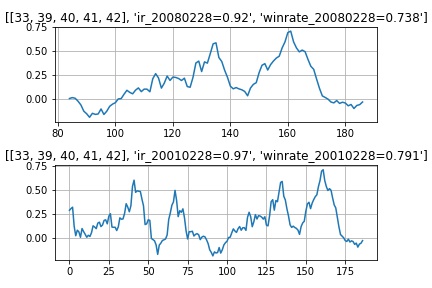 [[33, 39, 40, 41, 42], 'ir_20080228=0.92', 'winrate_20080228=0.738']
0.75
0.50
0.25
0.00
80 100 120 140 160 180
[[33, 39, 40, 41, 42], 'ir_20010228=0.97', 'winrate_20010228=0.791']
0.75
0.50
0.25
0.00
0 25 50 75 100 125 150 175